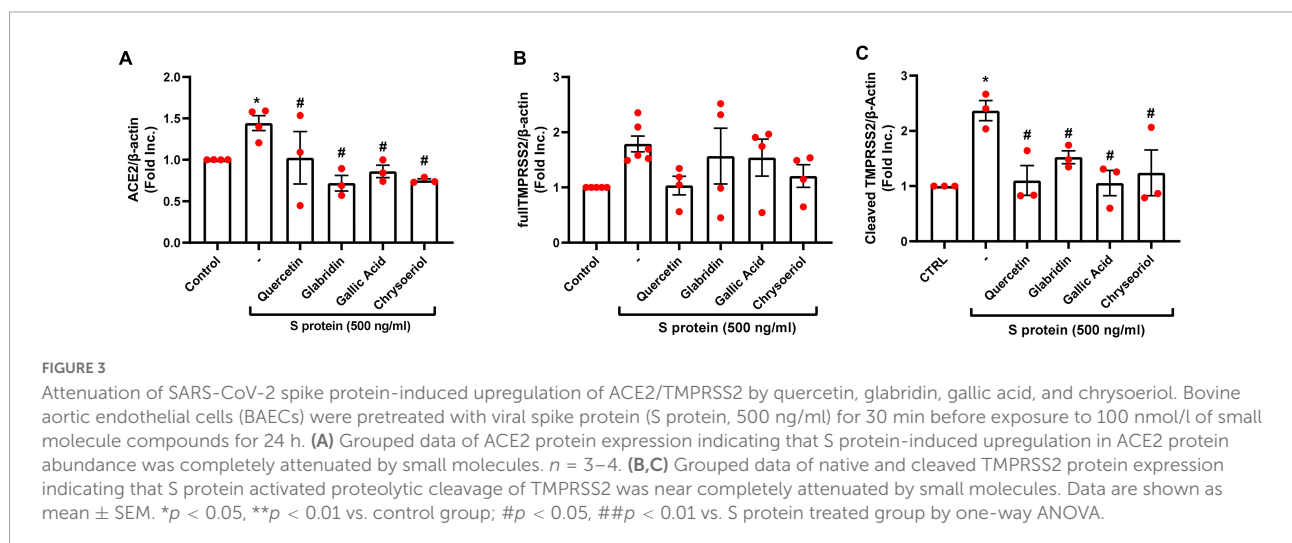 A
ACE2/β-actin
(Fold Inc.)
2.0
1.5
1.0
0.5
0.0
*
#
#
#
#
Control
-
Quercetin
Glabridin
Gallic Acid
Chrysoeriol
S protein (500 ng/ml)
B
fullTMPRSS2/β-actin
(Fold Inc.)
3
2
1
0
Control
-
Quercetin
Glabridin
Gallic Acid
Chrysoeriol
S protein (500 ng/ml)
C
Cleaved TMPRSS2/β-Actin
(Fold Inc.)
3
2
1
0
*
#
#
#
#
CTRL
-
Quercetin
Glabridin
Gallic Acid
Chrysoeriol
S protein (500 ng/ml)
FIGURE 3
Attenuation of SARS-CoV-2 spike protein-induced upregulation of ACE2/TMPRSS2 by quercetin, glabridin, gallic acid, and chrysoeriol. Bovine
aortic endothelial cells (BAECs) were pretreated with viral spike protein (S protein, 500 ng/ml) for 30 min before exposure to 100 nmol/l of small
molecule compounds for 24 h. (A) Grouped data of ACE2 protein expression indicating that S protein-induced upregulation in ACE2 protein
abundance was completely attenuated by small molecules. n = 3–4. (B,C) Grouped data of native and cleaved TMPRSS2 protein expression
indicating that S protein activated proteolytic cleavage of TMPRSS2 was near completely attenuated by small molecules. Data are shown as
mean ± SEM. *p < 0.05, **p < 0.01 vs. control group; #p < 0.05, ##p < 0.01 vs. S protein treated group by one-way ANOVA.